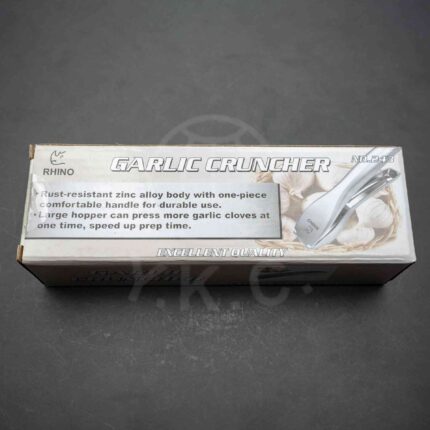 GARLIC CRUNCHER
RHINO
•Rust-resistant zinc alloy body with one-piece
comfortable handle for durable use.
•Large hopper can press more garlic cloves at
one time, speed up prep time.
EXCELLENT QUALITY
Y.K.C.